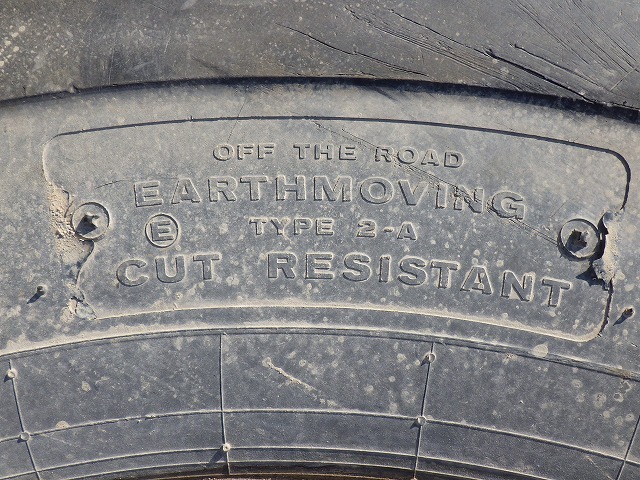 OFF THE ROAD
EARTHMOVING
E TYPE 2-A
CUT RESISTANT